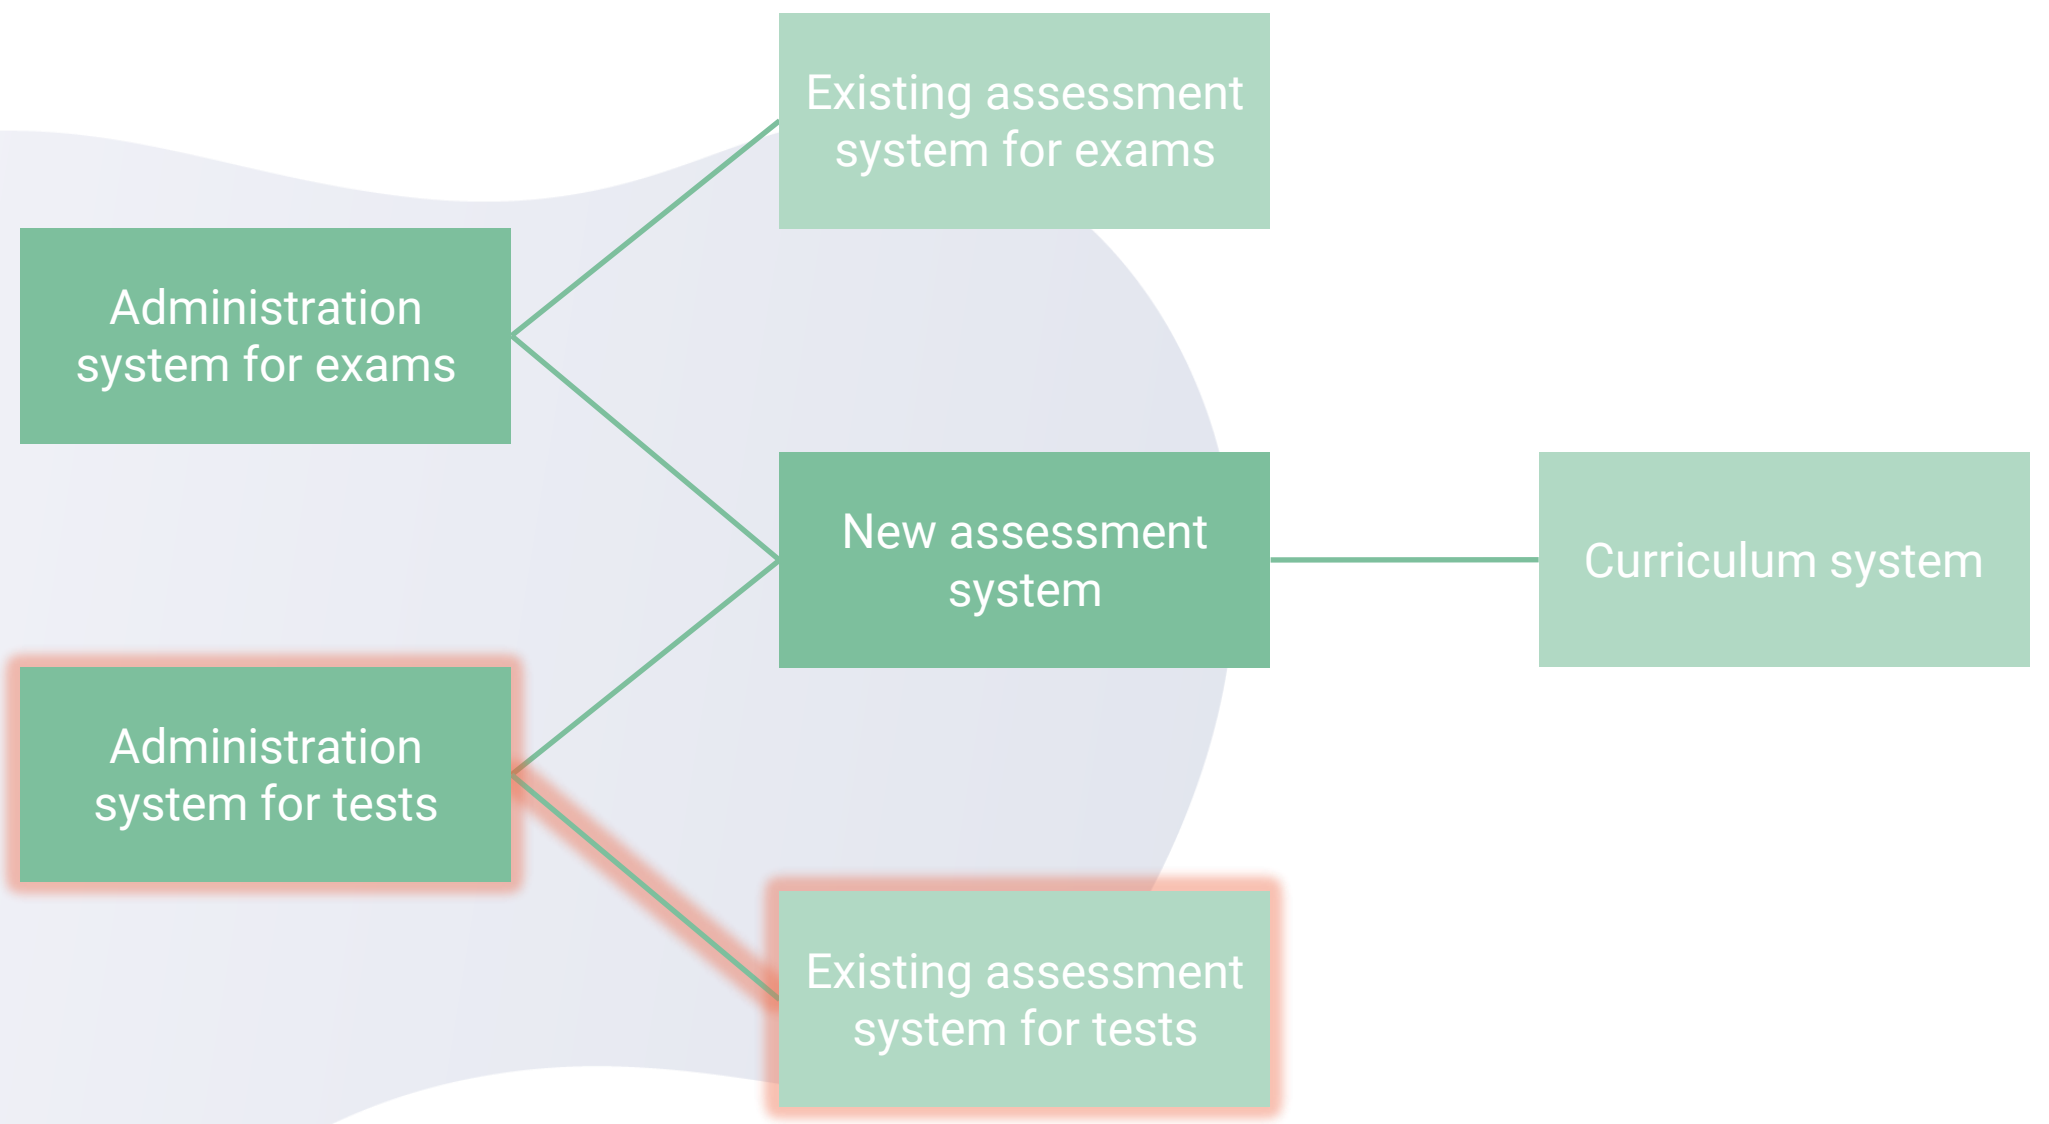 Existing assessment
system for exams
Administration
system for exams
New assessment
system
Curriculum system
Administration
system for tests
Existing assessment
system for tests